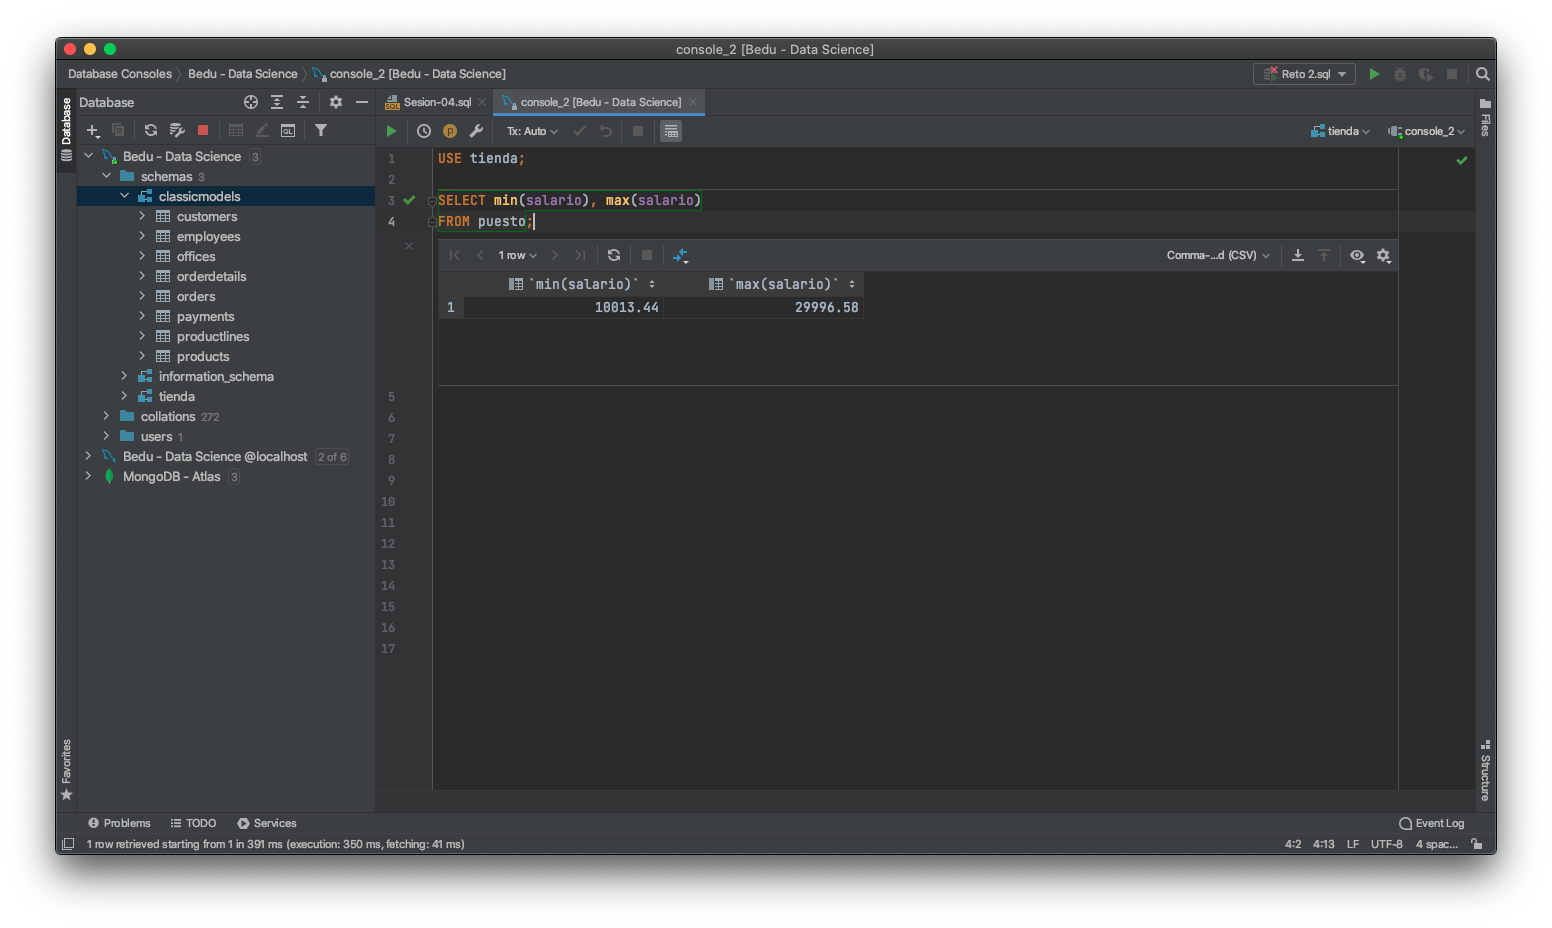 console_2 [Bedu - Data Science]
Database Consoles Bedu - Data Science console_2 [Bedu - Data Science] Reto 2.sql
Database
Sesion-04.sql console_2 [Bedu - Data Science]
Tx: Auto tienda console_2
Database
Files
Bedu - Data Science 3
schemas 3
classicmodels
customers
employees
offices
orderdetails
orders
payments
productlines
products
information_schema
tienda
collations 272
users 1
Bedu - Data Science @localhost 2 of 6
MongoDB - Atlas 3
1 USE tienda;
2
3 SELECT min(salario), max(salario)
4 FROM puesto;
1 row Comma-...d (CSV)
`min(salario)` `max(salario)`
1 10013.44 29996.58
5
6
7
8
9
10
11
12
13
14
15
16
17
Favorites
Structure
Problems TODO Services Event Log
1 row retrieved starting from 1 in 391 ms (execution: 350 ms, fetching: 41 ms) 4:2 4:13 LF UTF-8 4 spac...